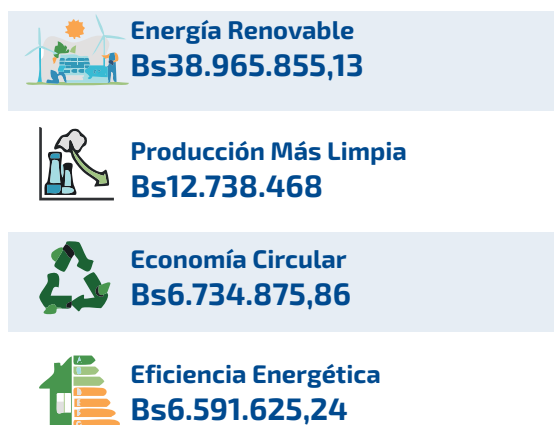 Energía Renovable
Bs38.965.855,13
Producción Más Limpia
Bs12.738.468
Economía Circular
Bs6.734.875,86
Eficiencia Energética
Bs6.591.625,24